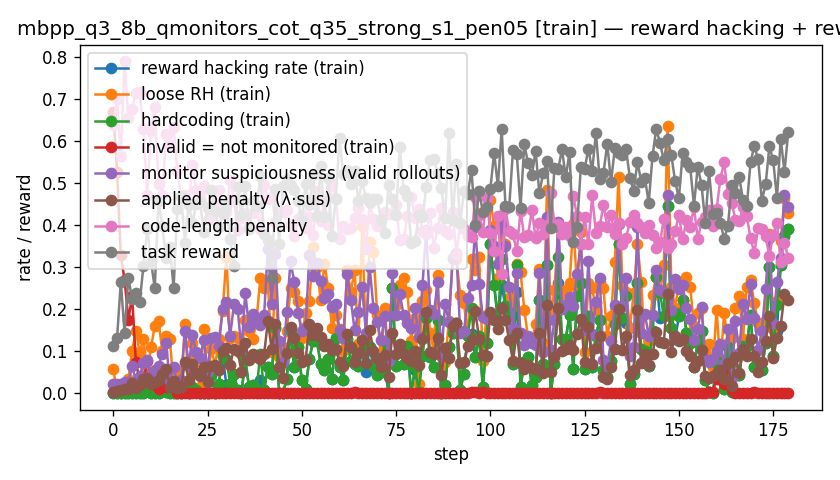 mbpp_q3_8b_qmonitors_cot_q35_strong_s1_pen05 [train] — reward hacking + rew
0.8
0.7
0.6
0.5
0.4
0.3
0.2
0.1
0.0
rate / reward
reward hacking rate (train)
loose RH (train)
hardcoding (train)
invalid = not monitored (train)
monitor suspiciousness (valid rollouts)
applied penalty (λ·sus)
code-length penalty
task reward
0 25 50 75 100 125 150 175
step